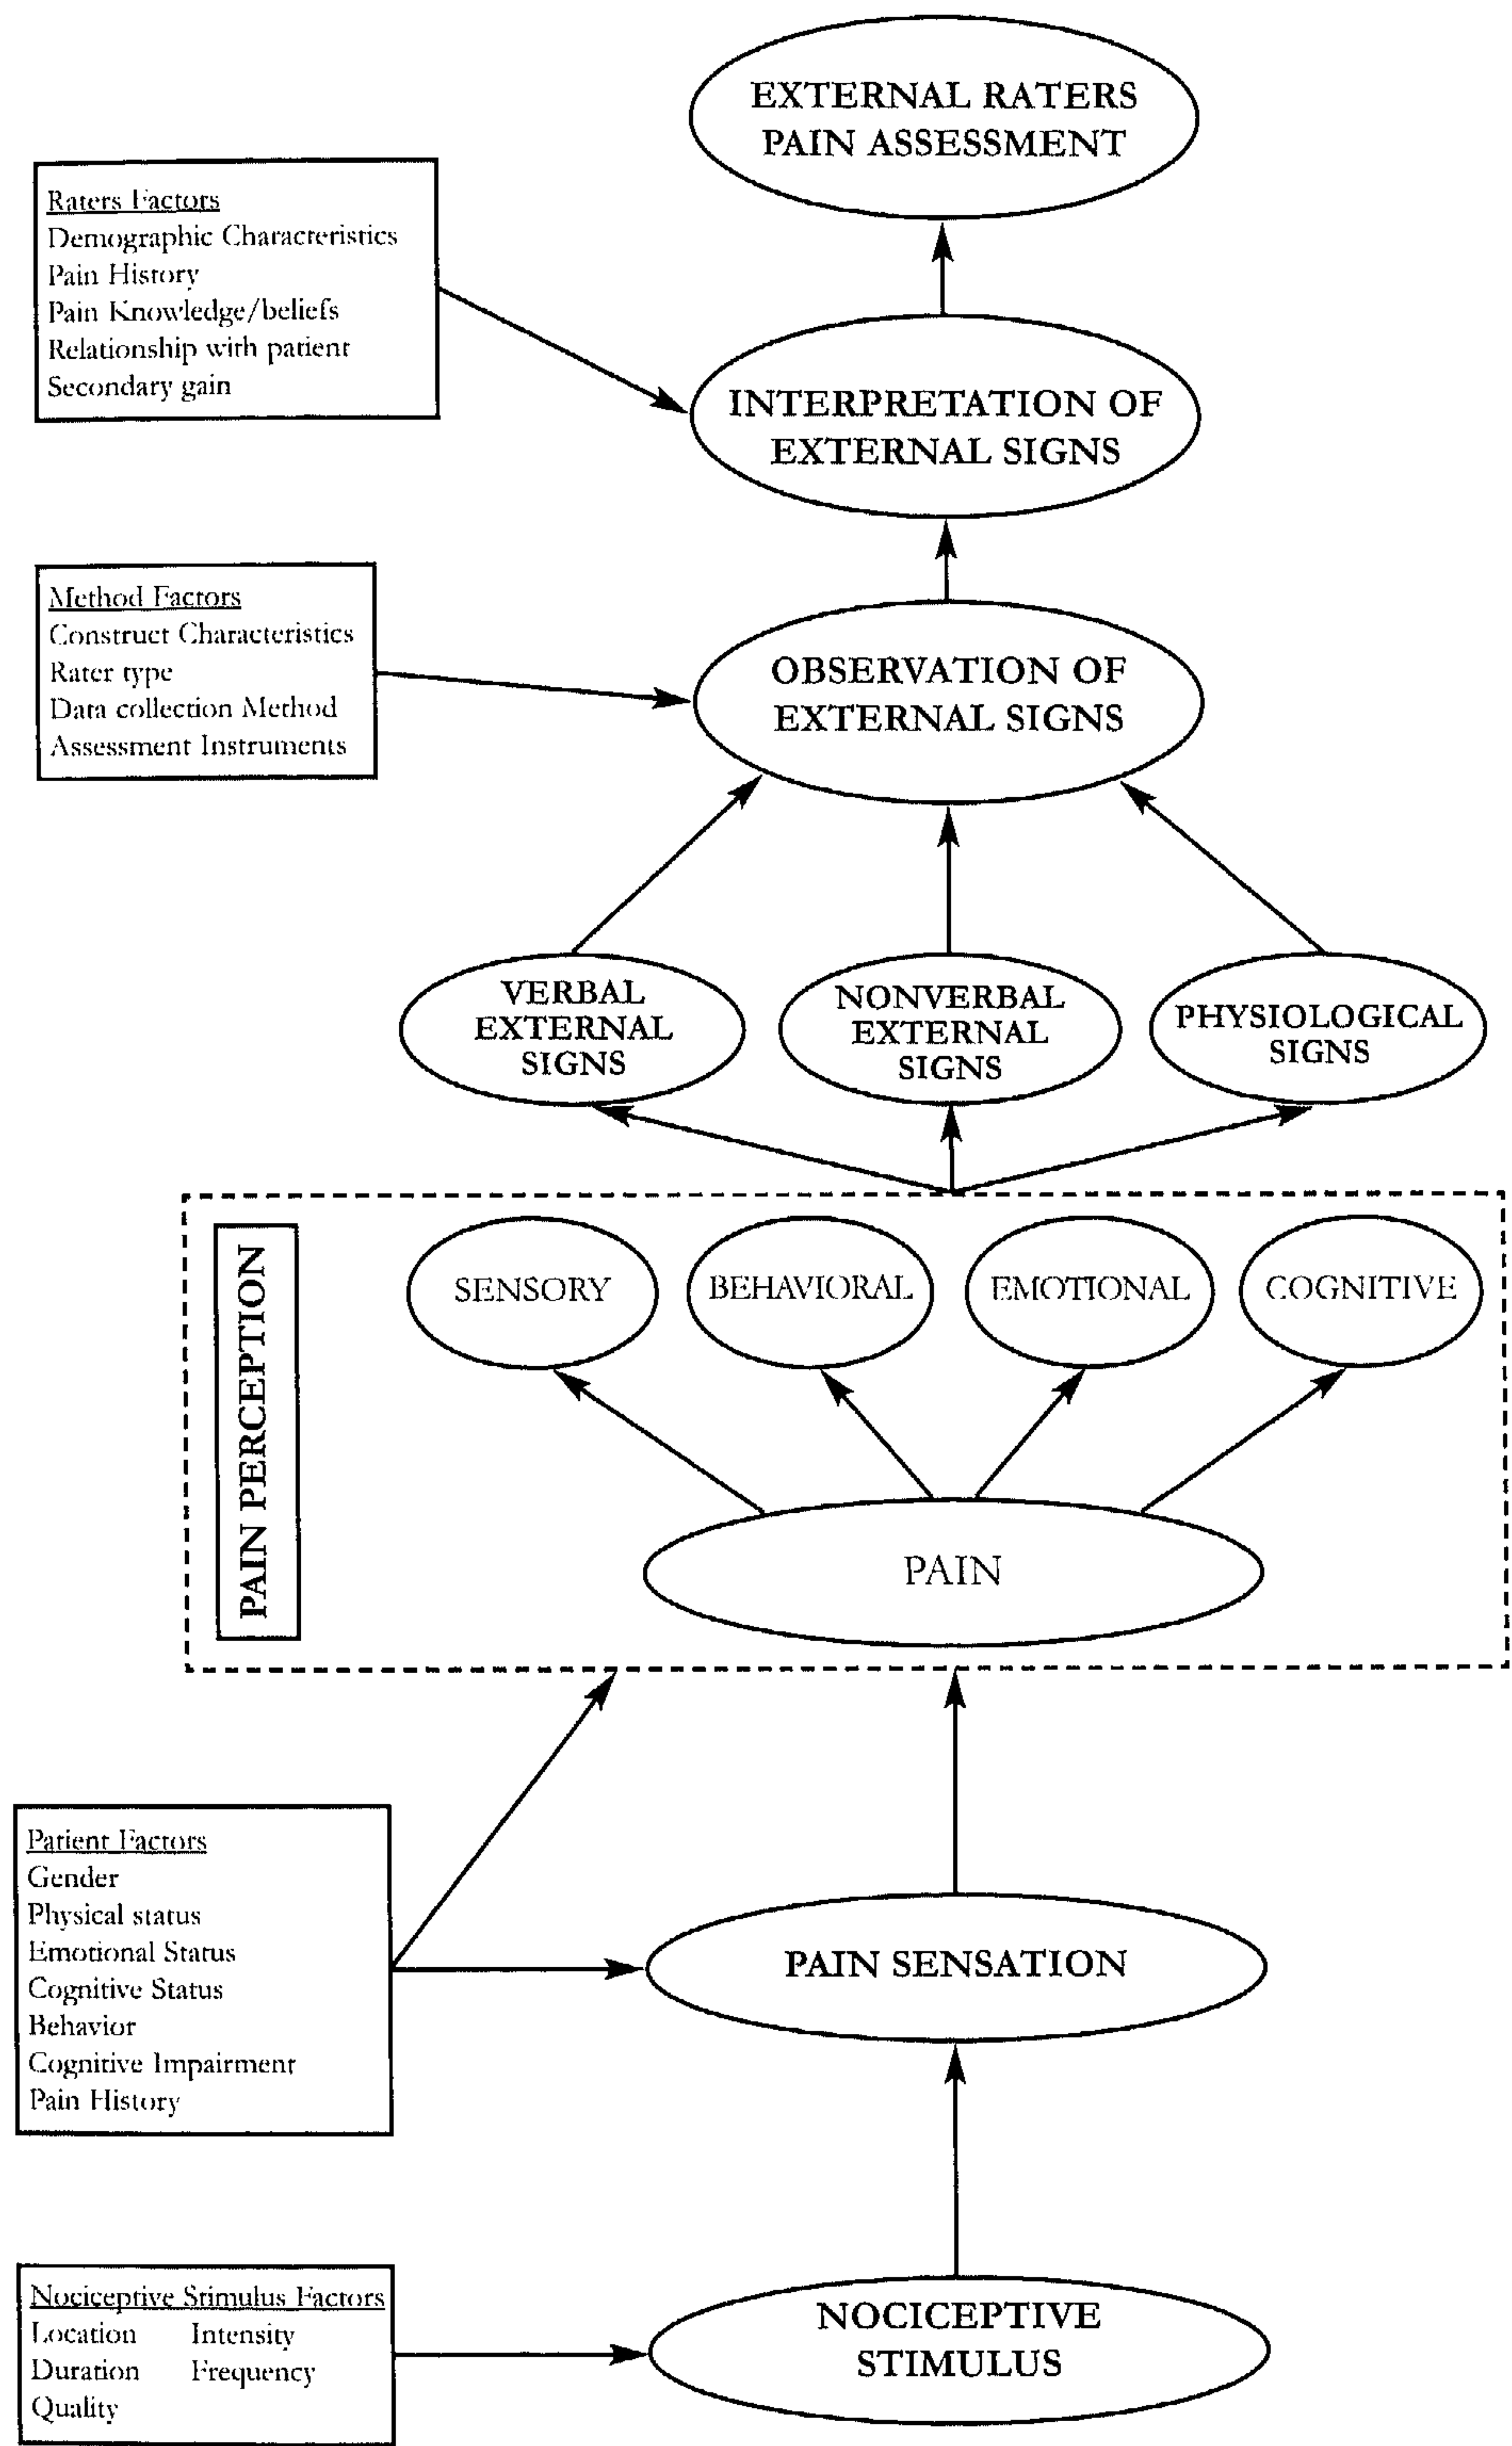 EXTERNAL RATERS
PAIN ASSESSMENT
Raters Factors
Demographic Characteristics
Pain History
Pain Knowledge/beliefs
Relationship with patient
Secondary gain
INTERPRETATION OF
EXTERNAL SIGNS
Method Factors
Construct Characteristics
Rater type
Data collection Method
Assessment Instruments
OBSERVATION OF
EXTERNAL SIGNS
VERBAL
EXTERNAL
SIGNS
NONVERBAL
EXTERNAL
SIGNS
PHYSIOLOGICAL
SIGNS
PAIN PERCEPTION
SENSORY
BEHAVIORAL
EMOTIONAL
COGNITIVE
PAIN
Patient Factors
Gender
Physical status
Emotional Status
Cognitive Status
Behavior
Cognitive Impairment
Pain History
PAIN SENSATION
Nociceptive Stimulus Factors
Location Intensity
Duration Frequency
Quality
NOCICEPTIVE
STIMULUS